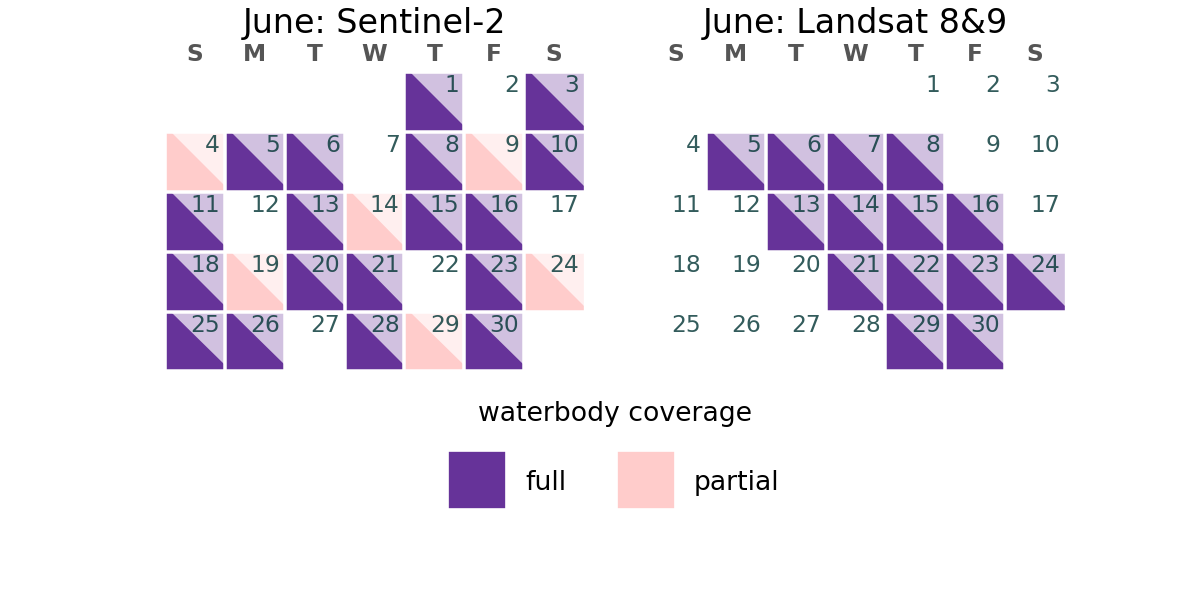 June: Sentinel-2
S M T W T F S
1 2 3
4 5 6 7 8 9 10
11 12 13 14 15 16 17
18 19 20 21 22 23 24
25 26 27 28 29 30
June: Landsat 8&9
S M T W T F S
1 2 3
4 5 6 7 8 9 10
11 12 13 14 15 16 17
18 19 20 21 22 23 24
25 26 27 28 29 30
waterbody coverage
full
partial